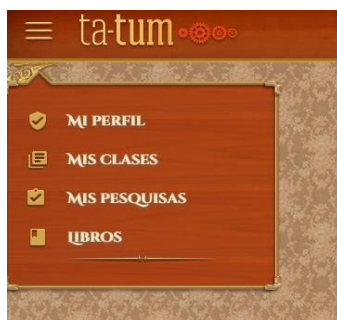 ta-tum
MI PERFIL
MIS CLASES
MIS PESQUISAS
LIBROS